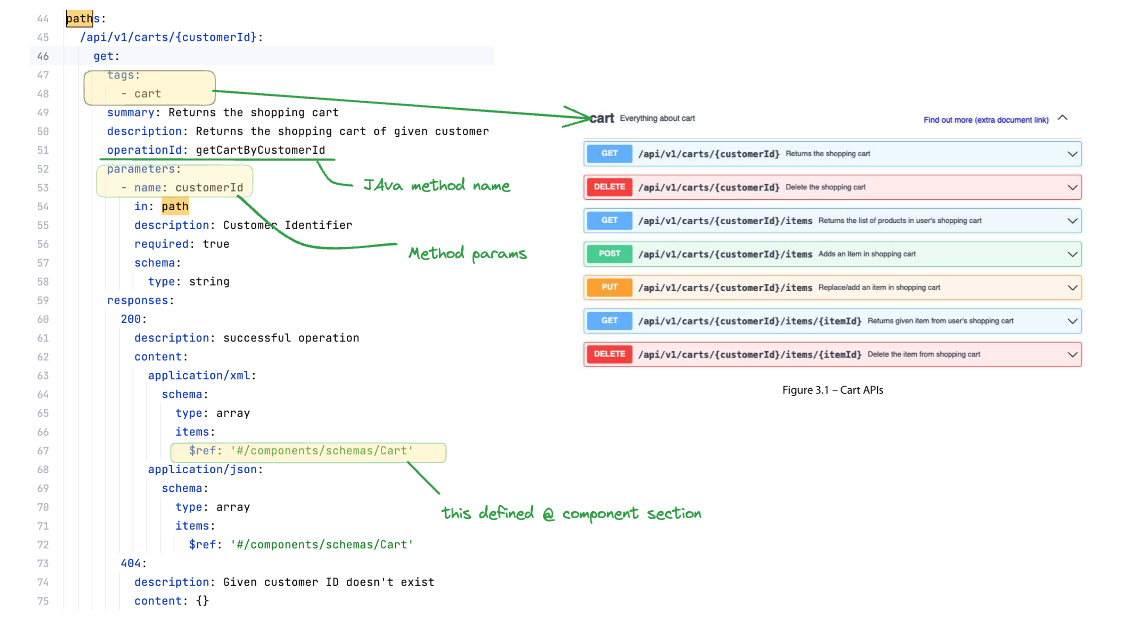 44 paths:
45 /api/v1/carts/{customerId}:
46 get:
47 tags:
48 - cart
49 summary: Returns the shopping cart
50 description: Returns the shopping cart of given customer
51 operationId: getCartByCustomerId
52 parameters:
53 - name: customerId
54 in: path
55 description: Customer Identifier
56 required: true
57 schema:
58 type: string
59 responses:
60 200:
61 description: successful operation
62 content:
63 application/xml:
64 schema:
65 type: array
66 items:
67 $ref: '#/components/schemas/Cart'
68 application/json:
69 schema:
70 type: array
71 items:
72 $ref: '#/components/schemas/Cart'
73 404:
74 description: Given customer ID doesn't exist
75 content: {}
JAva method name
Method params
this defined @ component section
cart Everything about cart Find out more (extra document link)
GET /api/v1/carts/{customerId} Returns the shopping cart
DELETE /api/v1/carts/{customerId} Delete the shopping cart
GET /api/v1/carts/{customerId}/items Returns the list of products in user's shopping cart
POST /api/v1/carts/{customerId}/items Adds an item in shopping cart
PUT /api/v1/carts/{customerId}/items Replace/add an item in shopping cart
GET /api/v1/carts/{customerId}/items/{itemId} Returns given item from user's shopping cart
DELETE /api/v1/carts/{customerId}/items/{itemId} Delete the item from shopping cart
Figure 3.1 – Cart APIs